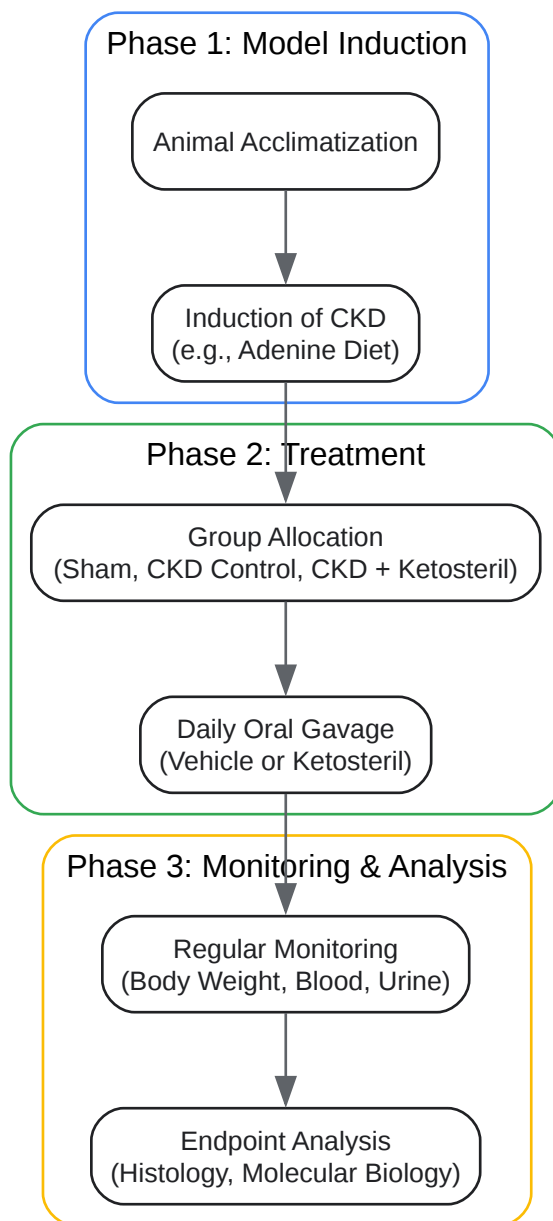 Phase 1: Model Induction
Animal Acclimatization
Induction of CKD
(e.g., Adenine Diet)
Phase 2: Treatment
Group Allocation
(Sham, CKD Control, CKD + Ketosteril)
Daily Oral Gavage
(Vehicle or Ketosteril)
Phase 3: Monitoring & Analysis
Regular Monitoring
(Body Weight, Blood, Urine)
Endpoint Analysis
(Histology, Molecular Biology)